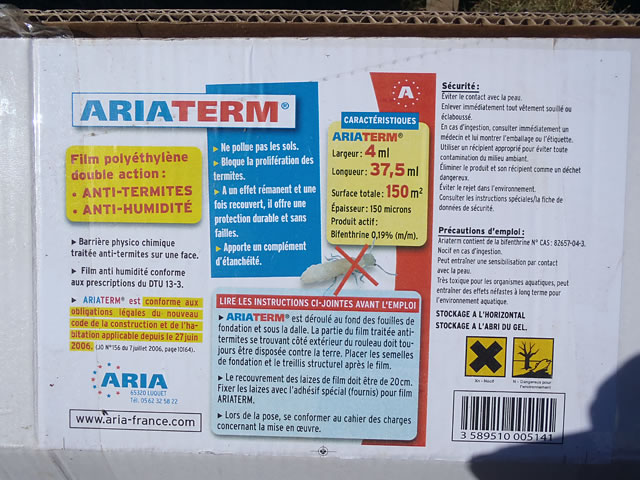 ARIATERM®
Film polyéthylène
double action :
• ANTI-TERMITES
• ANTI-HUMIDITÉ
▶ Barrière physico chimique
traitée anti-termites sur une face.
▶ Film anti humidité conforme
aux prescriptions du DTU 13-3.
▶ ARIATERM® est conforme aux
obligations légales du nouveau
code de la construction et de l'ha-
bitation applicable depuis le 27 juin
2006. (JO N°156 du 7 juillet 2006, page10164).
ARIA
65320 LUQUET
Tél. 05 62 32 58 22
www.aria-france.com
▶ Ne pollue pas les sols.
▶ Bloque la prolifération des
termites.
▶ A un effet rémanent et une
fois recouvert, il offre une
protection durable et sans
failles.
▶ Apporte un complément
d'étanchéité.
A
CARACTÉRISTIQUES
ARIATERM®
Largeur : 4 ml
Longueur : 37,5 ml
Surface totale : 150 m²
Épaisseur : 150 microns
Produit actif :
Bifenthrine 0,19% (m/m).
LIRE LES INSTRUCTIONS CI-JOINTES AVANT L'EMPLOI
▶ ARIATERM® est déroulé au fond des fouilles de
fondation et sous la dalle. La partie du film traitée anti-
termites se trouvant côté extérieur du rouleau doit tou-
jours être disposée contre la terre. Placer les semelles
de fondation et le treillis structurel après le film.
▶ Le recouvrement des laizes de film doit être de 20cm.
Fixer les laizes avec l'adhésif spécial (fournis) pour film
ARIATERM.
▶ Lors de la pose, se conformer au cahier des charges
concernant la mise en œuvre.
Sécurité :
Éviter le contact avec la peau.
Enlever immédiatement tout vêtement souillé ou
éclaboussé.
En cas d'ingestion, consulter immédiatement un
médecin et lui montrer l'emballage ou l'étiquette.
Utiliser un récipient approprié pour éviter toute
contamination du milieu ambiant.
Éliminer le produit et son récipient comme un déchet
dangereux.
Éviter le rejet dans l'environnement.
Consulter les instructions spéciales/la fiche de
données de sécurité.
Précautions d'emploi :
Ariaterm contient de la bifenthrine N° CAS : 82657-04-3.
Nocif en cas d'ingestion.
Peut entraîner une sensibilisation par contact
avec la peau.
Très toxique pour les organismes aquatiques, peut
entraîner des effets néfastes à long terme pour
l'environnement aquatique.
STOCKAGE A L'HORIZONTAL
STOCKAGE A L'ABRI DU GEL.
Xn - Nocif
N - Dangereux pour
l'environnement
3 589510 005141